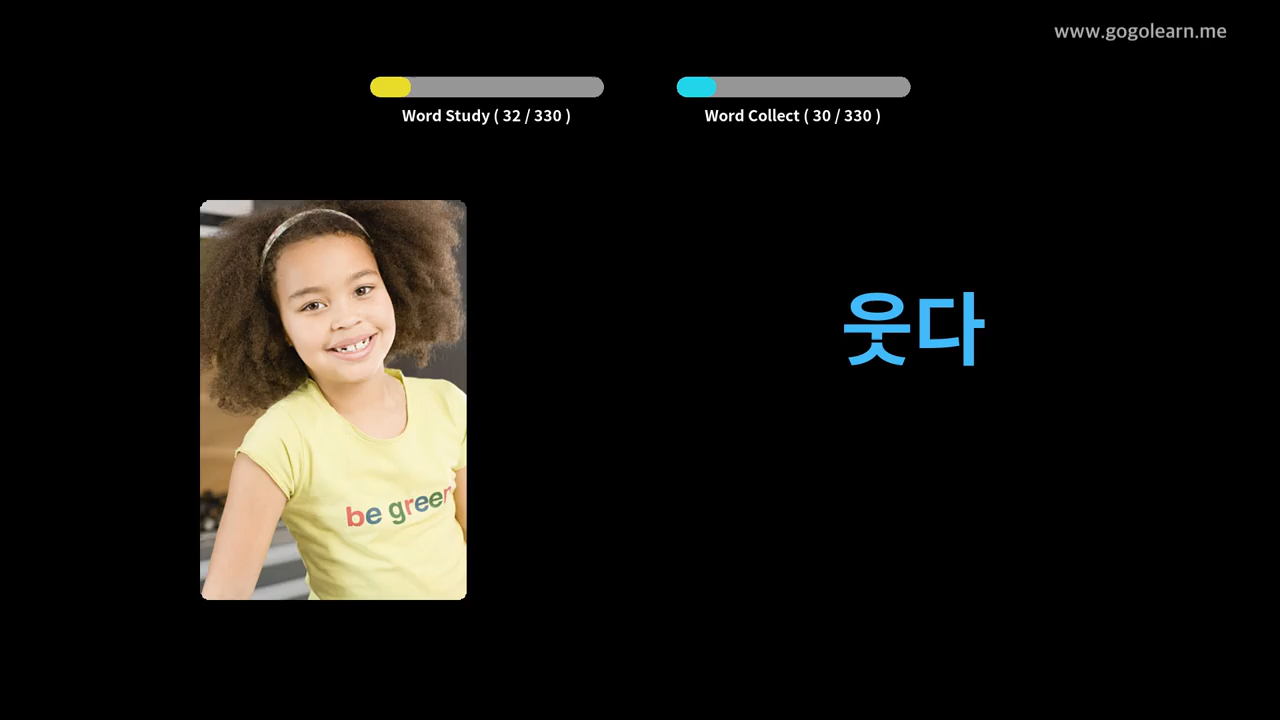 www.gogolearn.me
Word Study ( 32 / 330 )
Word Collect ( 30 / 330 )
웃다
be green